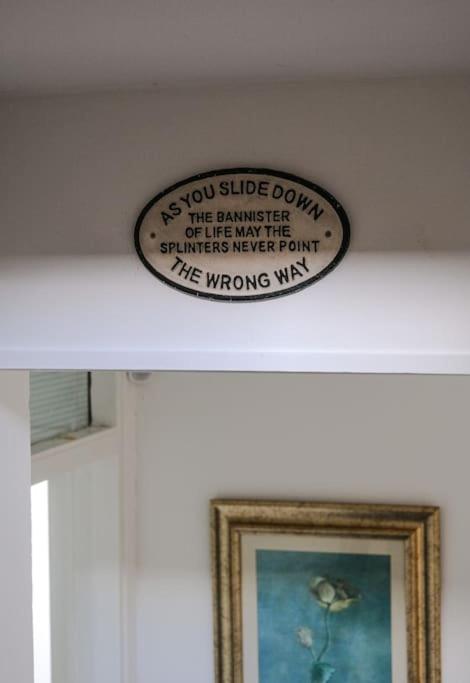 AS YOU SLIDE DOWN
THE BANNISTER
OF LIFE MAY THE
SPLINTERS NEVER POINT
THE WRONG WAY